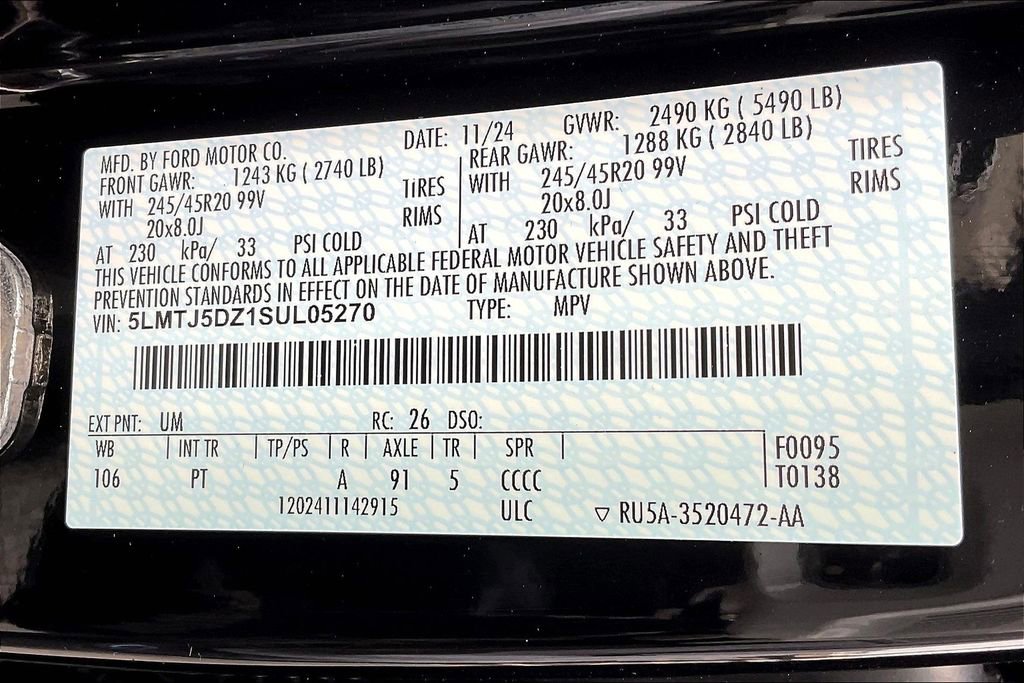 MFD. BY FORD MOTOR CO. DATE: 11/24 GVWR: 2490 KG ( 5490 LB)
FRONT GAWR: 1243 KG ( 2740 LB) REAR GAWR: 1288 KG ( 2840 LB)
WITH 245/45R20 99V TIRES WITH 245/45R20 99V TIRES
20x8.0J RIMS 20x8.0J RIMS
AT 230 kPa/ 33 PSI COLD AT 230 kPa/ 33 PSI COLD
THIS VEHICLE CONFORMS TO ALL APPLICABLE FEDERAL MOTOR VEHICLE SAFETY AND THEFT
PREVENTION STANDARDS IN EFFECT ON THE DATE OF MANUFACTURE SHOWN ABOVE.
VIN: 5LMTJ5DZ1SUL05270 TYPE: MPV
EXT PNT: UM RC: 26 DSO:
WB INT TR TP/PS R AXLE TR SPR F0095
106 PT A 91 5 CCCC T0138
1202411142915 ULC ▽ RU5A-3520472-AA